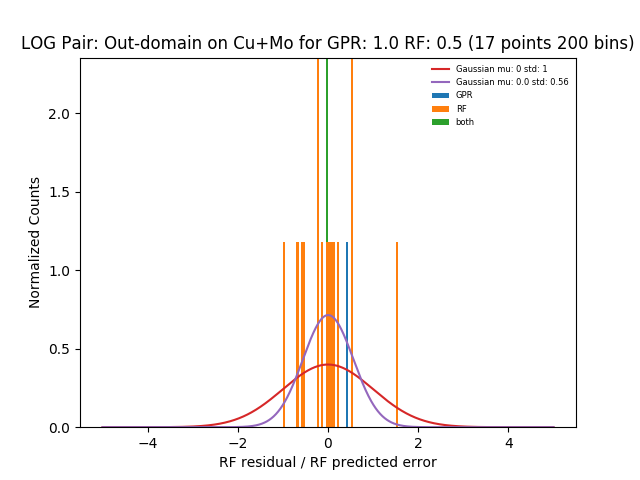 LOG Pair: Out-domain on Cu+Mo for GPR: 1.0 RF: 0.5 (17 points 200 bins)
Gaussian mu: 0 std: 1
Gaussian mu: 0.0 std: 0.56
GPR
RF
both
Normalized Counts
2.0
1.5
1.0
0.5
0.0
−4 −2 0 2 4
RF residual / RF predicted error